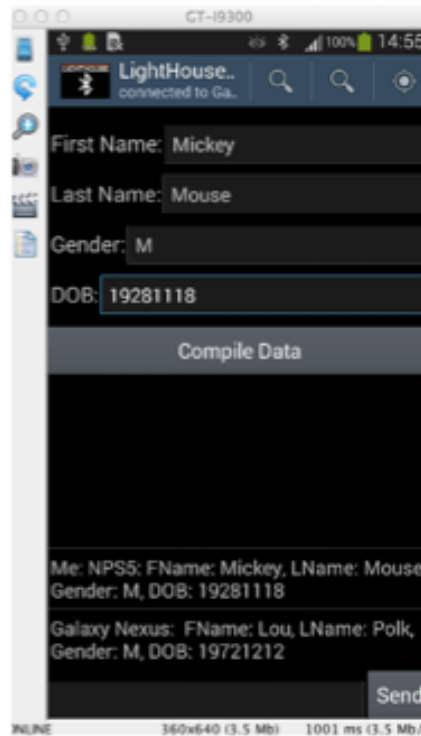 GT-I9300
100% 14:55
LIGHTHOUSE
LightHouse..
connected to Ga..
First Name: Mickey
Last Name: Mouse
Gender: M
DOB: 19281118
Compile Data
Me: NPS5: FName: Mickey, LName: Mouse
Gender: M, DOB: 19281118
Galaxy Nexus: FName: Lou, LName: Polk,
Gender: M, DOB: 19721212
Send
360x640 (3.5 Mb) 1001 ms (3.5 Mb/